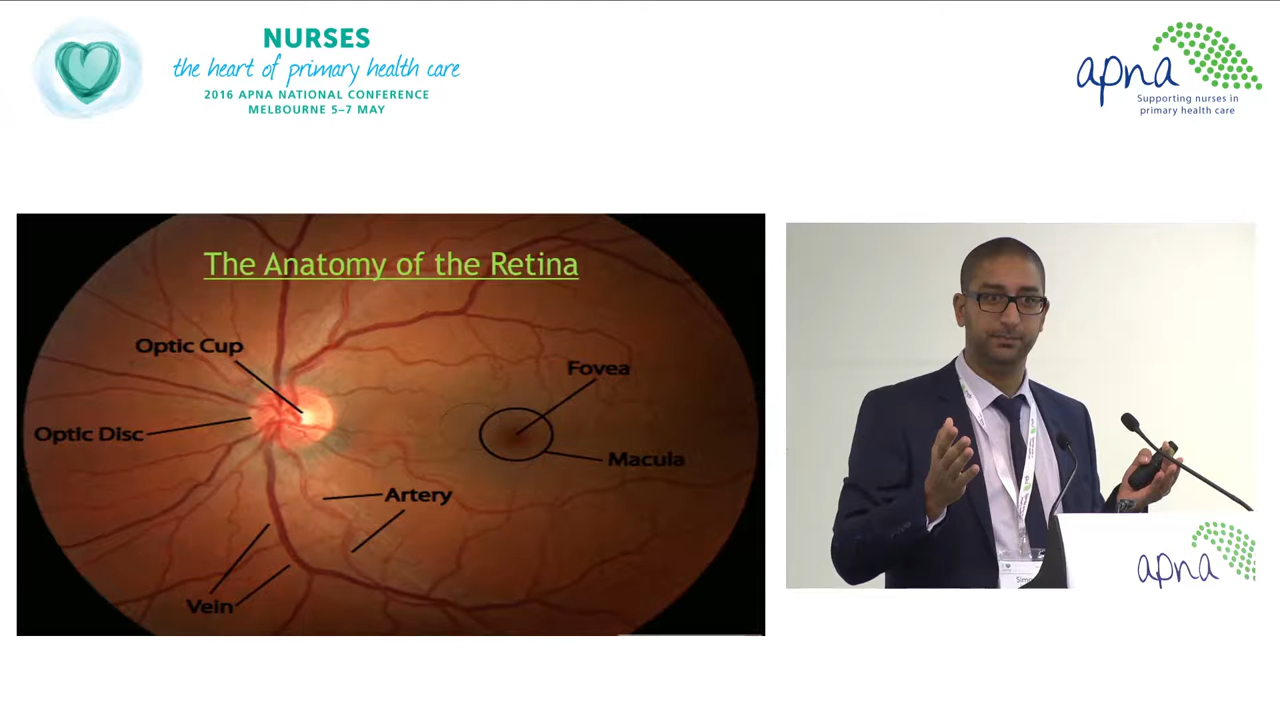 NURSES
the heart of primary health care
2016 APNA NATIONAL CONFERENCE
MELBOURNE 5–7 MAY
apna
Supporting nurses in
primary health care
The Anatomy of the Retina
Optic Cup
Fovea
Optic Disc
Macula
Artery
Vein
apna